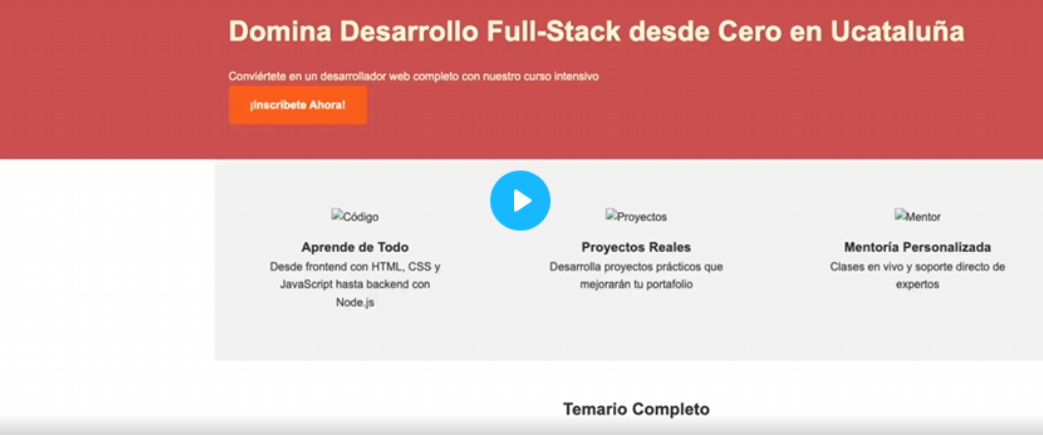 Domina Desarrollo Full-Stack desde Cero en Ucataluña
Conviértete en un desarrollador web completo con nuestro curso intensivo
¡Inscríbete Ahora!
Código
Aprende de Todo
Desde frontend con HTML, CSS y
JavaScript hasta backend con
Node.js
Proyectos
Proyectos Reales
Desarrolla proyectos prácticos que
mejorarán tu portafolio
Mentor
Mentoría Personalizada
Clases en vivo y soporte directo de
expertos
Temario Completo